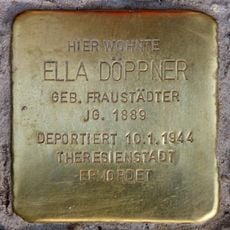 HIER WOHNTE
ELLA DÖPPNER
GEB. FRAUSTÄDTER
JG. 1889
DEPORTIERT 10.1.1944
THERESIENSTADT
ERMORDET